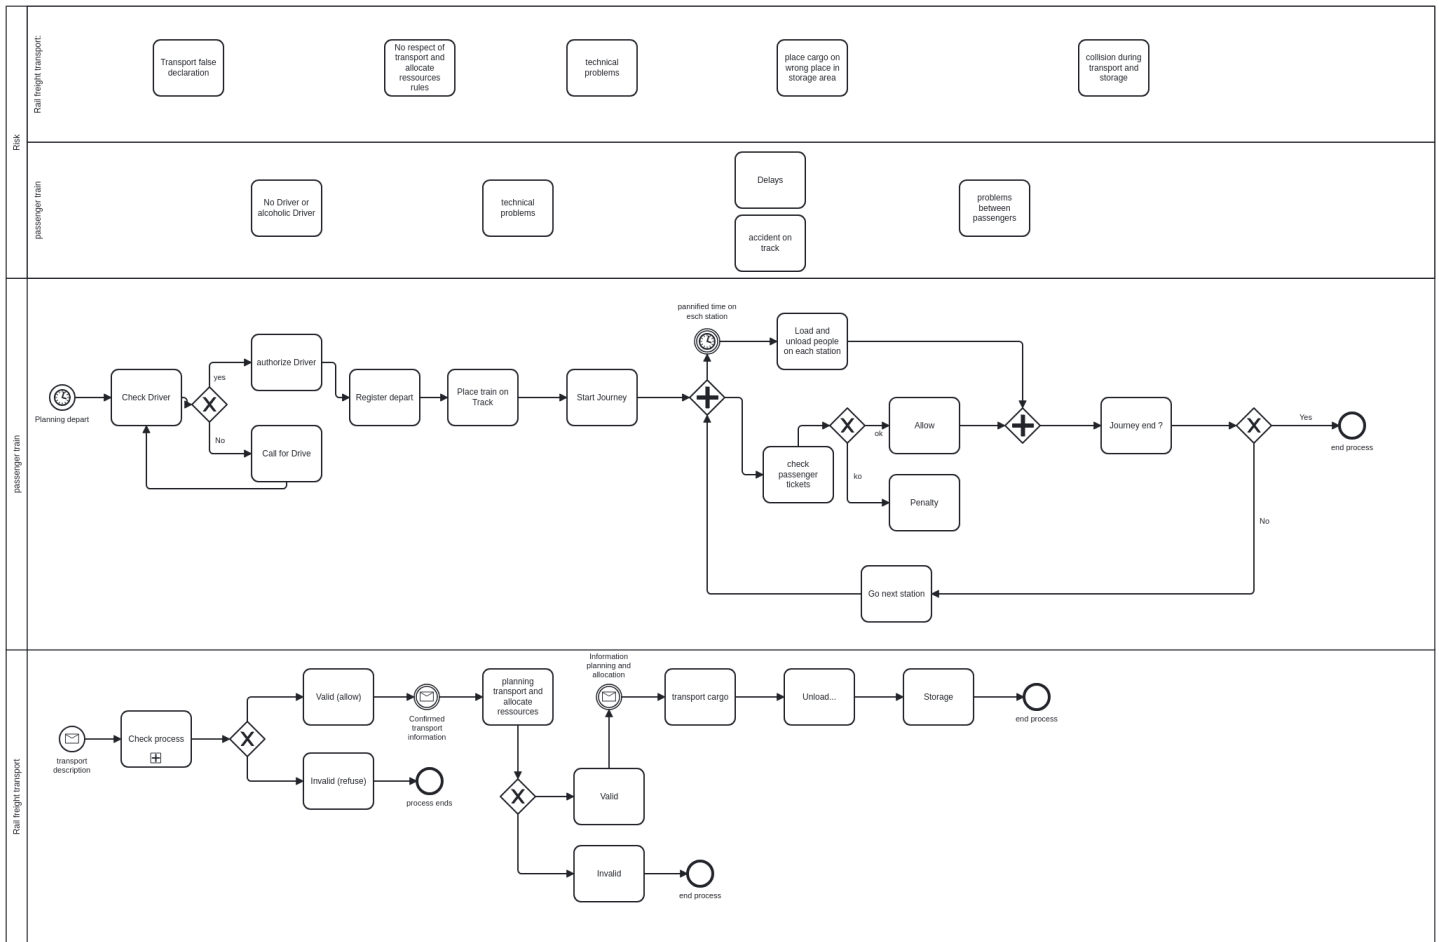 Risk
Rail freight transport:
Transport false
declaration
No respect of
transport and
allocate
ressources
rules
technical
problems
place cargo on
wrong place in
storage area
collision during
transport and
storage
passenger train
No Driver or
alcoholic Driver
technical
problems
Delays
accident on
track
problems
between
passengers
passenger train
Planning depart
Check Driver
yes
No
authorize Driver
Call for Drive
Register depart
Place train on
Track
Start Journey
pannified time on
esch station
Load and
unload people
on each station
check
passenger
tickets
ok
ko
Allow
Penalty
Journey end ?
Yes
No
end process
Go next station
Rail freight transport
transport
description
Check process
Valid (allow)
Invalid (refuse)
process ends
Confirmed
transport
information
planning
transport and
allocate
ressources
Valid
Invalid
end process
Information
planning and
allocation
transport cargo
Unload...
Storage
end process